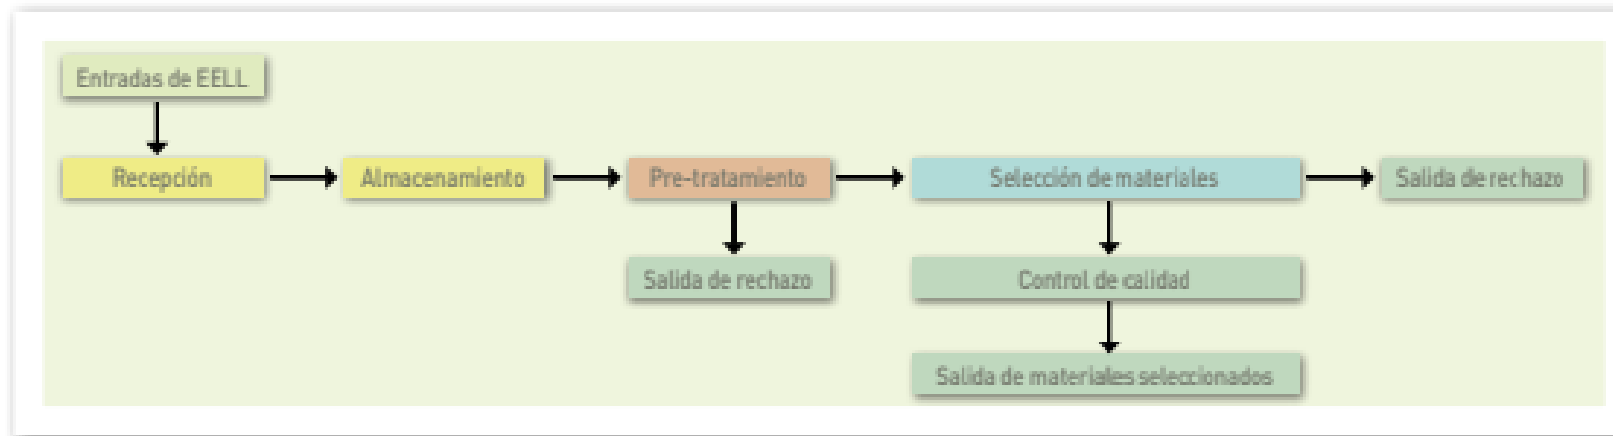 Entradas de EELL
Recepción
Almacenamiento
Pre-tratamiento
Selección de materiales
Salida de rechazo
Salida de rechazo
Control de calidad
Salida de materiales seleccionados